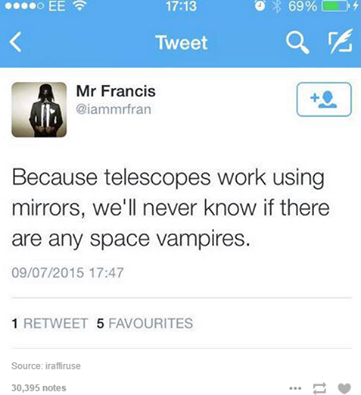 EE 17:13 69%
Tweet
Mr Francis
@iammrfran
Because telescopes work using
mirrors, we'll never know if there
are any space vampires.
09/07/2015 17:47
1 RETWEET 5 FAVOURITES
Source: iraffiruse
30,395 notes